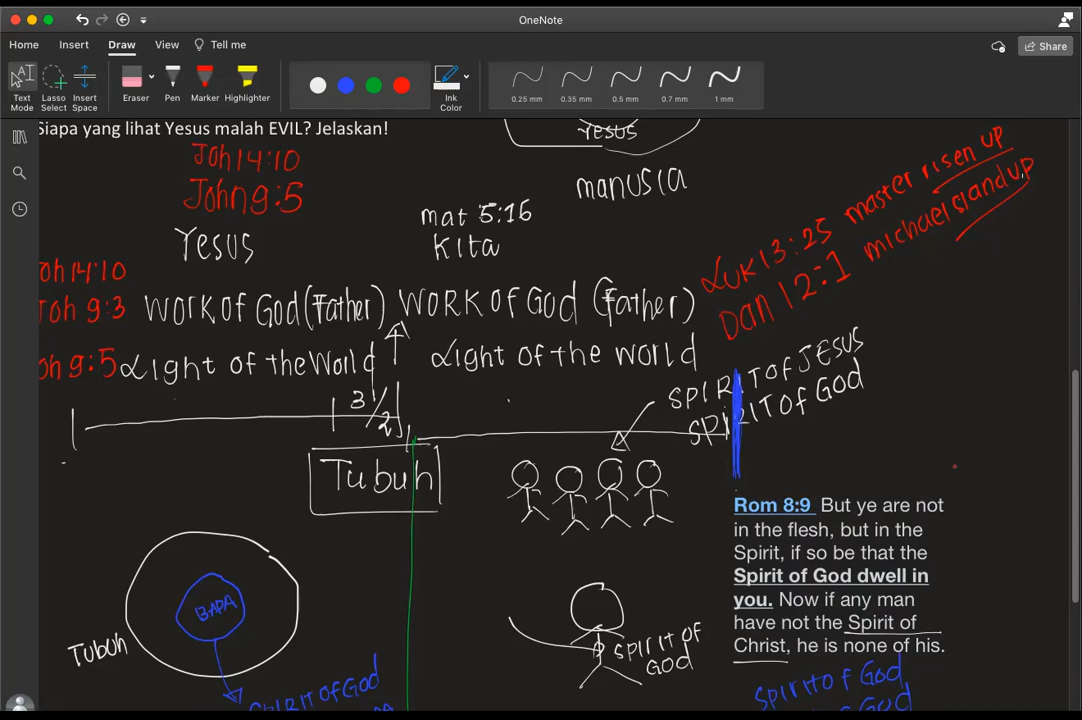 OneNote
Home Insert Draw View Tell me
Share
Text Mode
Lasso Select
Insert Space
Eraser
Pen
Marker
Highlighter
Ink Color
0.25 mm
0.35 mm
0.5 mm
0.7 mm
1 mm
Siapa yang lihat Yesus malah EVIL? Jelaskan!
YESUS
manusia
Joh 14:10
John 9:5
Yesus
mat 5:16
Kita
LUK 13:25 master risen up
Dan 12:1 michael stand up
oh 14:10
Joh 9:3
WORK OF God (Father)
WORK OF God (Father)
oh 9:5
Light of the World
Light of the world
3 1/2
SPIRIT OF JESUS
SPIRIT OF GOD
Tubuh
BAPA
Tubuh
SPIRIT OF GOD
SPIRIT OF GOD
Rom 8:9 But ye are not
in the flesh, but in the
Spirit, if so be that the
Spirit of God dwell in
you. Now if any man
have not the Spirit of
Christ, he is none of his.
SPIRIT OF GOD